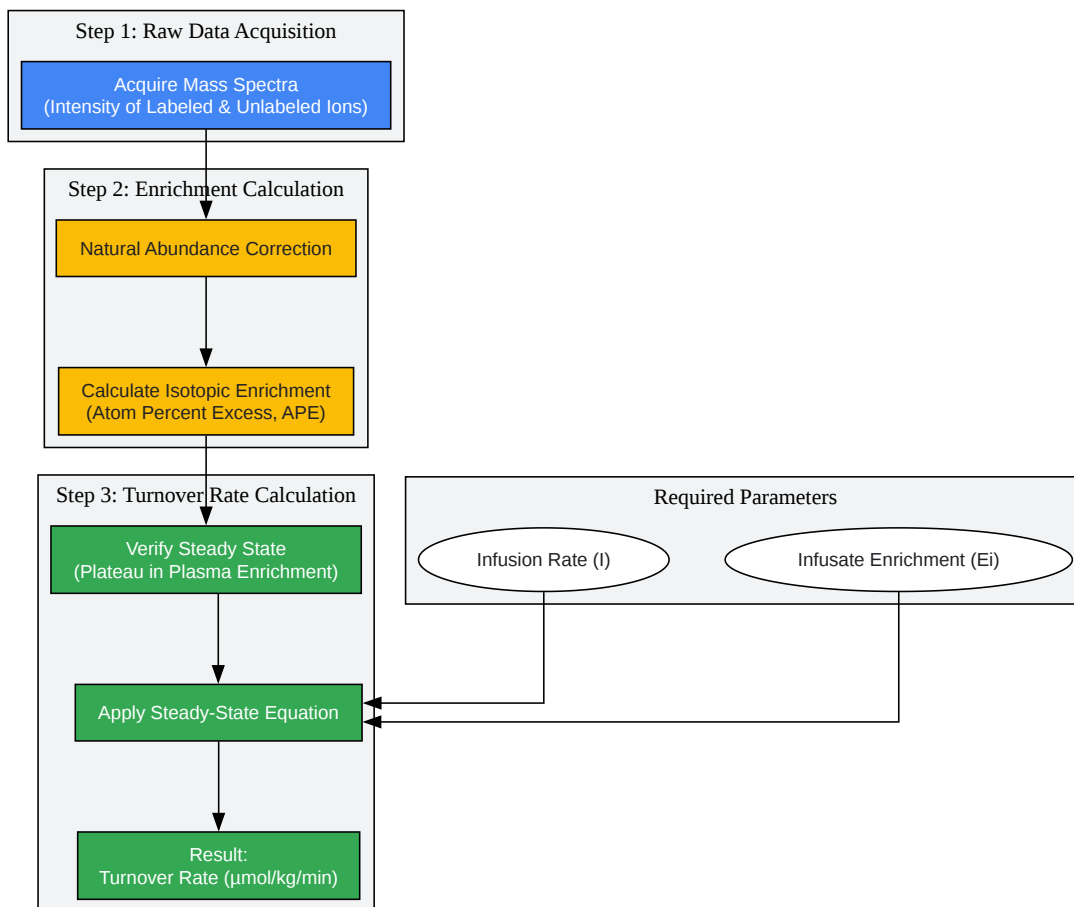 Step 1: Raw Data Acquisition
Acquire Mass Spectra
(Intensity of Labeled & Unlabeled Ions)
Step 2: Enrichment Calculation
Natural Abundance Correction
Calculate Isotopic Enrichment
(Atom Percent Excess, APE)
Step 3: Turnover Rate Calculation
Verify Steady State
(Plateau in Plasma Enrichment)
Required Parameters
Infusion Rate (I)
Infusate Enrichment (Ei)
Apply Steady-State Equation
Result:
Turnover Rate (µmol/kg/min)